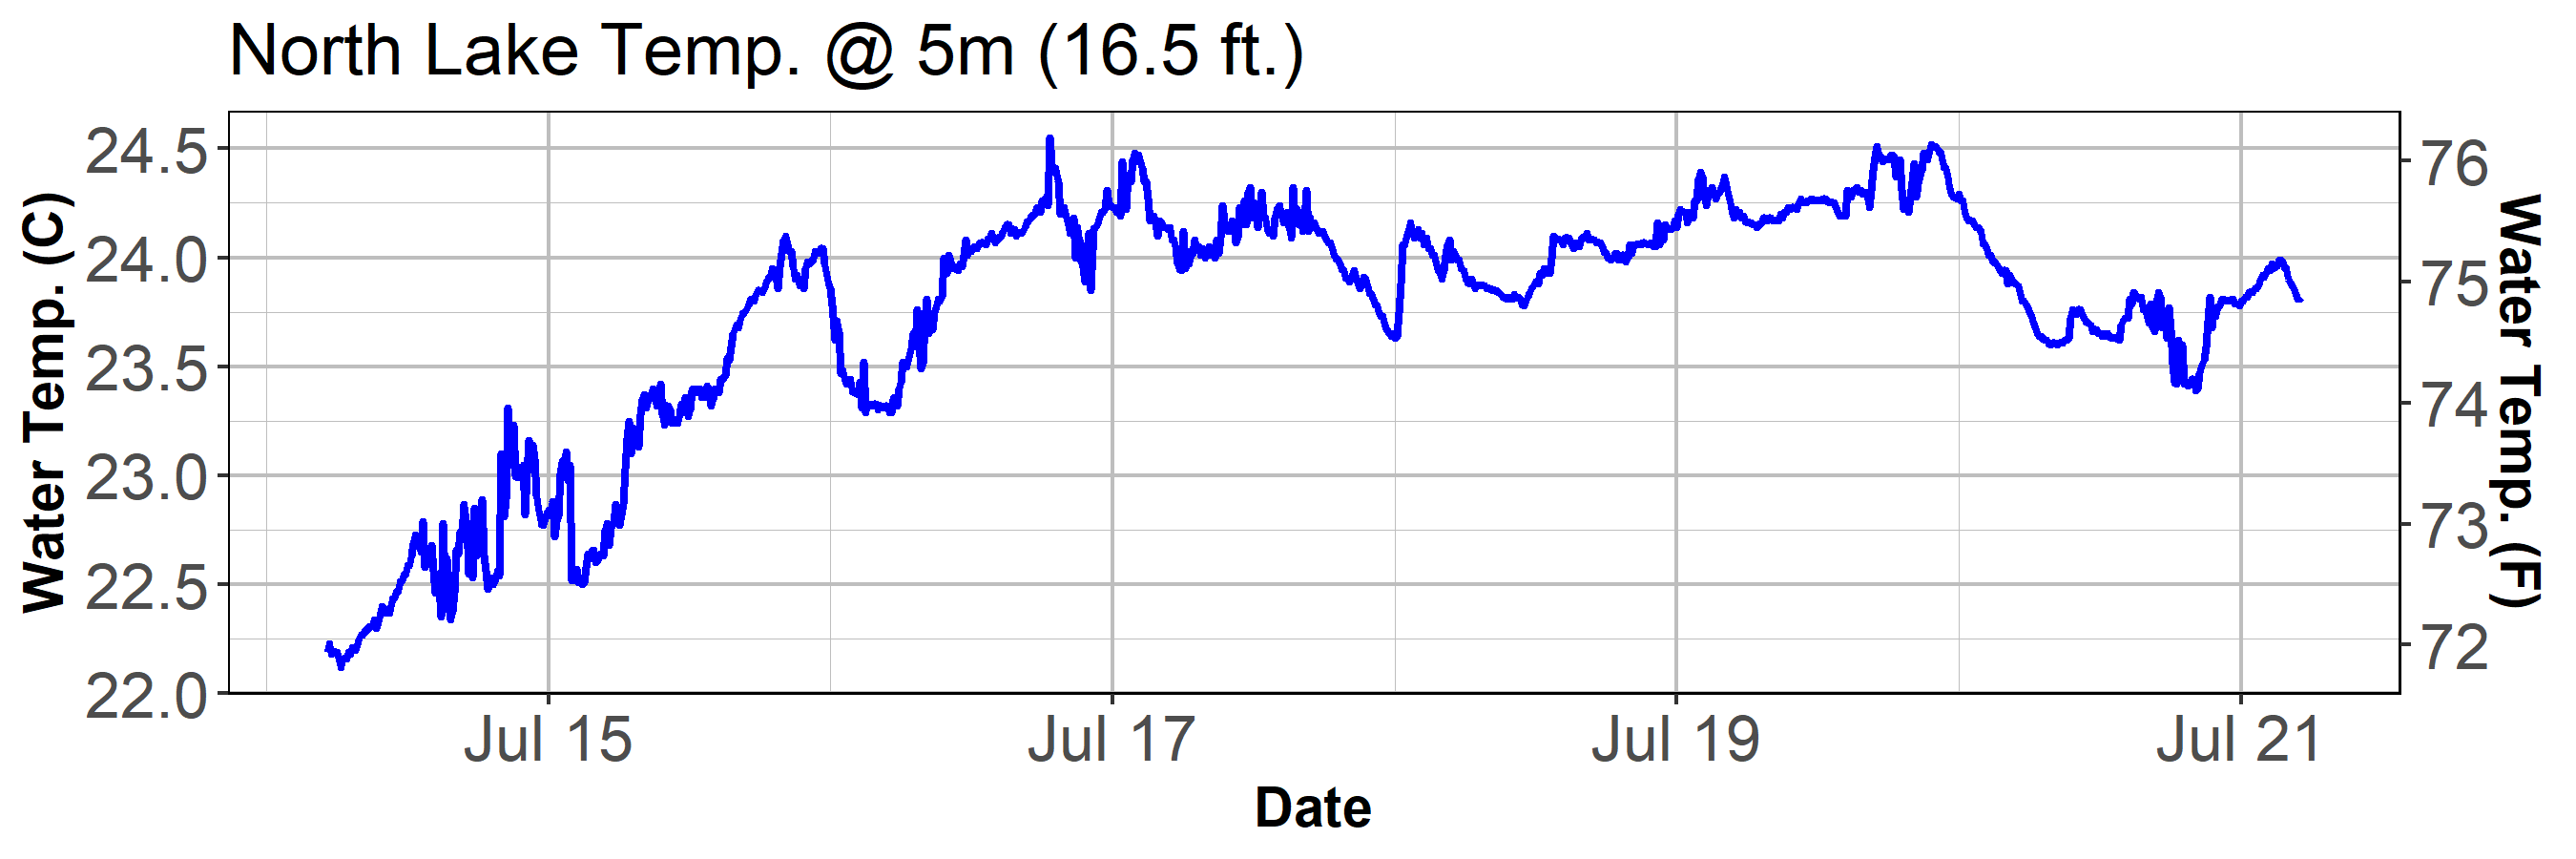 North Lake Temp. @ 5m (16.5 ft.)
Water Temp. (C)
24.5
24.0
23.5
23.0
22.5
22.0
76
75
74
73
72
Water Temp. (F)
Jul 15
Jul 17
Jul 19
Jul 21
Date